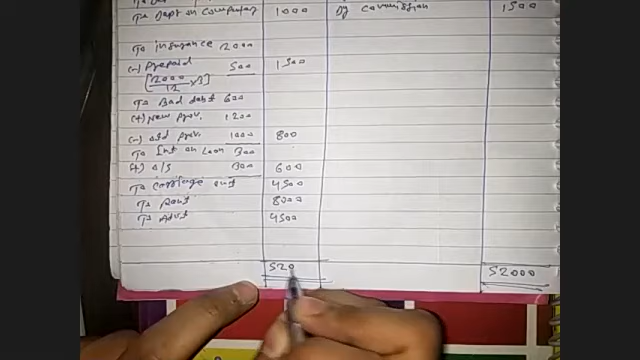 To Dept on Computer 1000 By Commission 1500
To insurance 2000
(-) Prepaid 500 1500
[2000/12 × 3]
To Bad debt 600
(+) New prov. 1200
(-) old prov. 1000 800
To Int on Loan 300
(+) o/s 300 600
To Carriage out 4500
To Rent 8000
To Advt 4500
520 52000